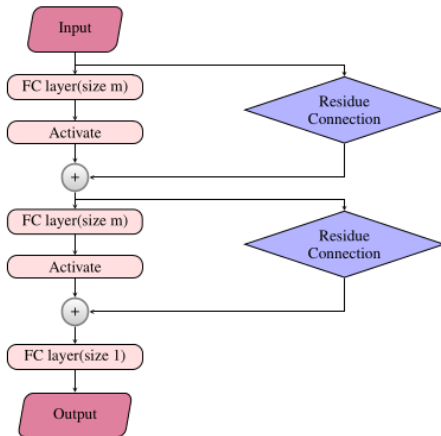 Input
FC layer(size m)
Residue
Connection
Activate
+
FC layer(size m)
Residue
Connection
Activate
+
FC layer(size 1)
Output